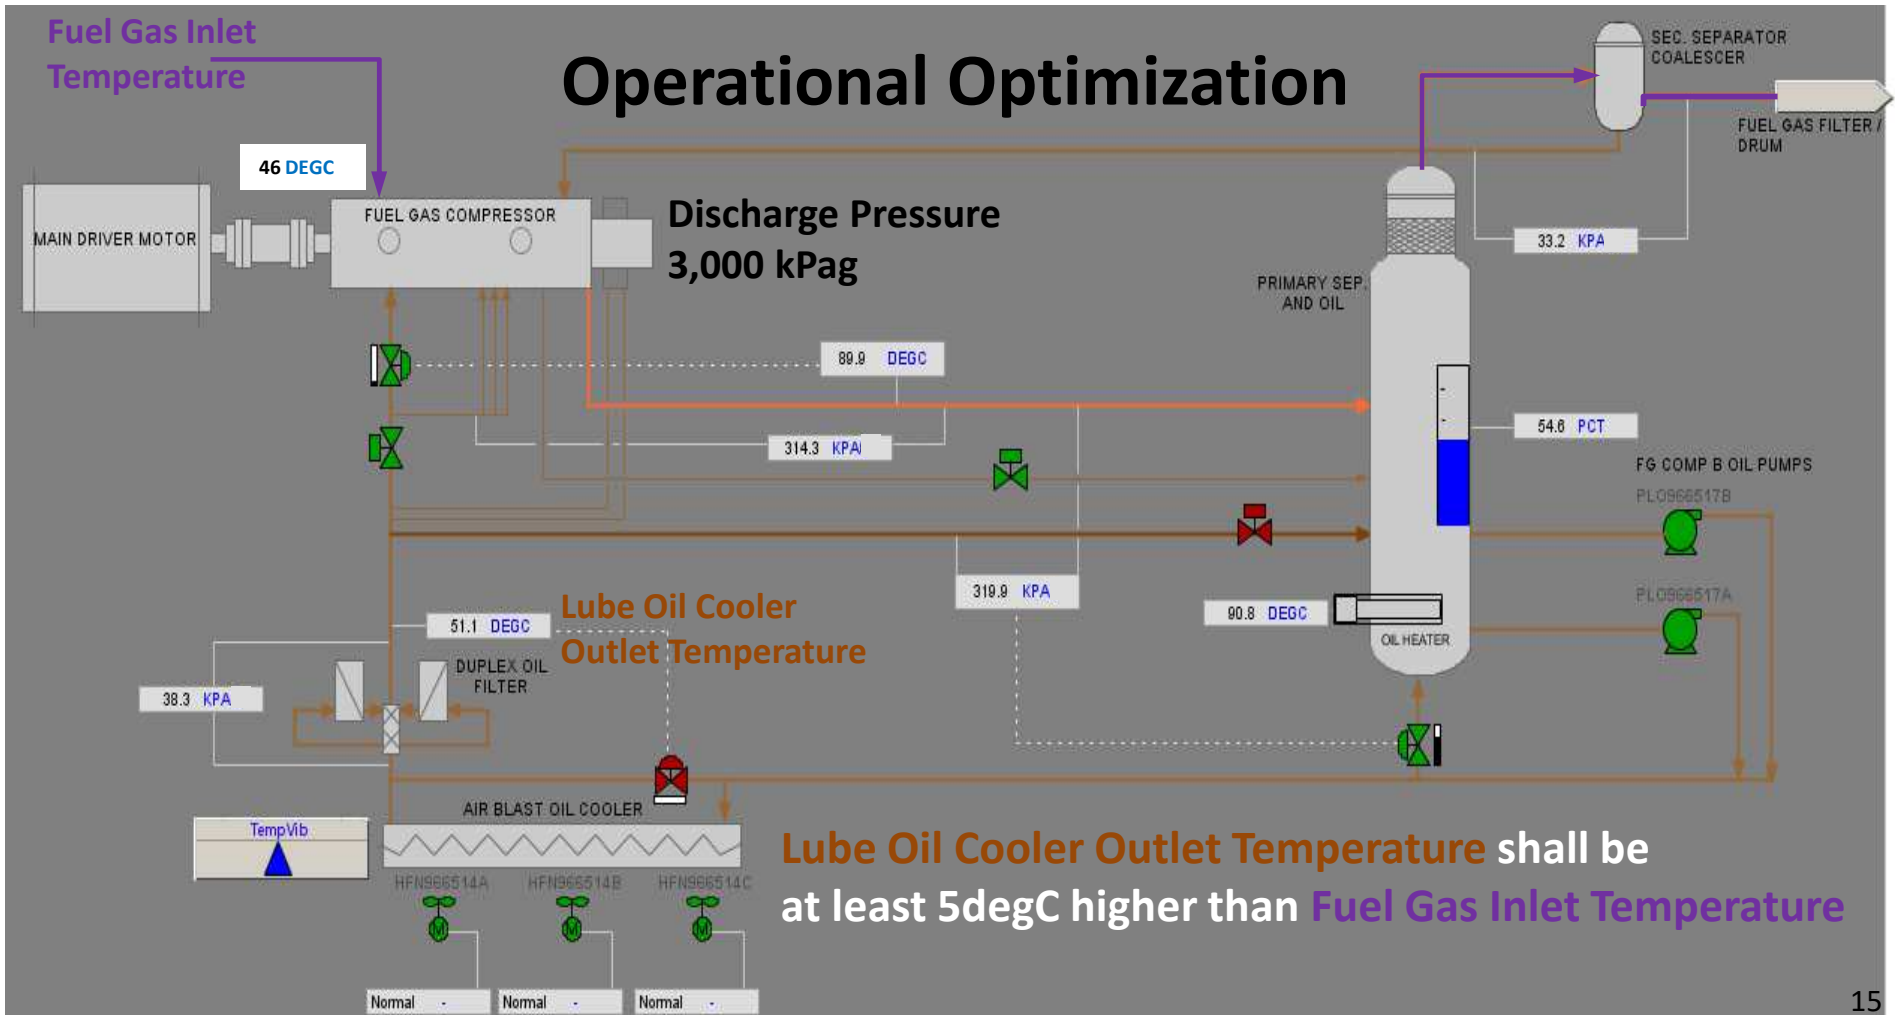 Fuel Gas Inlet
Temperature
Operational Optimization
SEC. SEPARATOR
COALESCER
FUEL GAS FILTER /
DRUM
46 DEGC
FUEL GAS COMPRESSOR
MAIN DRIVER MOTOR
Discharge Pressure
3,000 kPag
33.2 KPA
PRIMARY SEP.
AND OIL
89.9 DEGC
314.3 KPA
54.6 PCT
FG COMP B OIL PUMPS
PLO966517B
319.9 KPA
90.8 DEGC
PLO966517A
OIL HEATER
51.1 DEGC
Lube Oil Cooler
Outlet Temperature
DUPLEX OIL
FILTER
38.3 KPA
AIR BLAST OIL COOLER
TempVib
HFN966514A HFN966514B HFN966514C
Lube Oil Cooler Outlet Temperature shall be
at least 5degC higher than Fuel Gas Inlet Temperature
M M M
Normal - Normal - Normal -
15